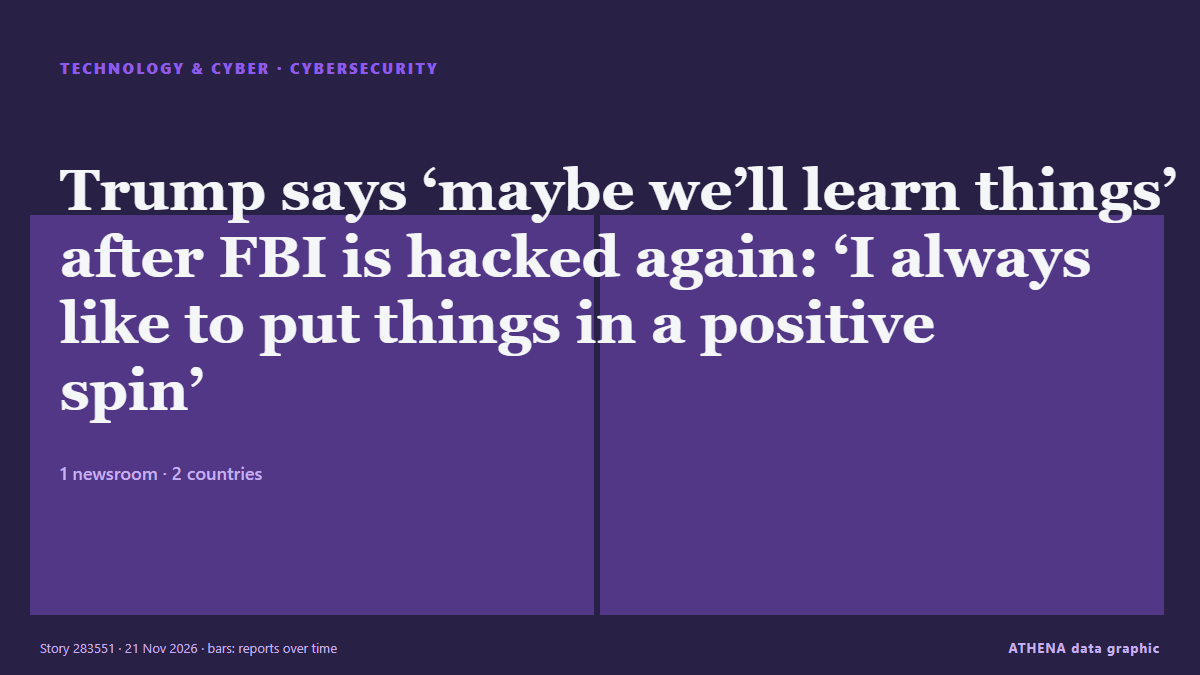 TECHNOLOGY & CYBER · CYBERSECURITY
Trump says ‘maybe we’ll learn things’
after FBI is hacked again: ‘I always
like to put things in a positive
spin’
1 newsroom · 2 countries
Story 283551 · 21 Nov 2026 · bars: reports over time
ATHENA data graphic